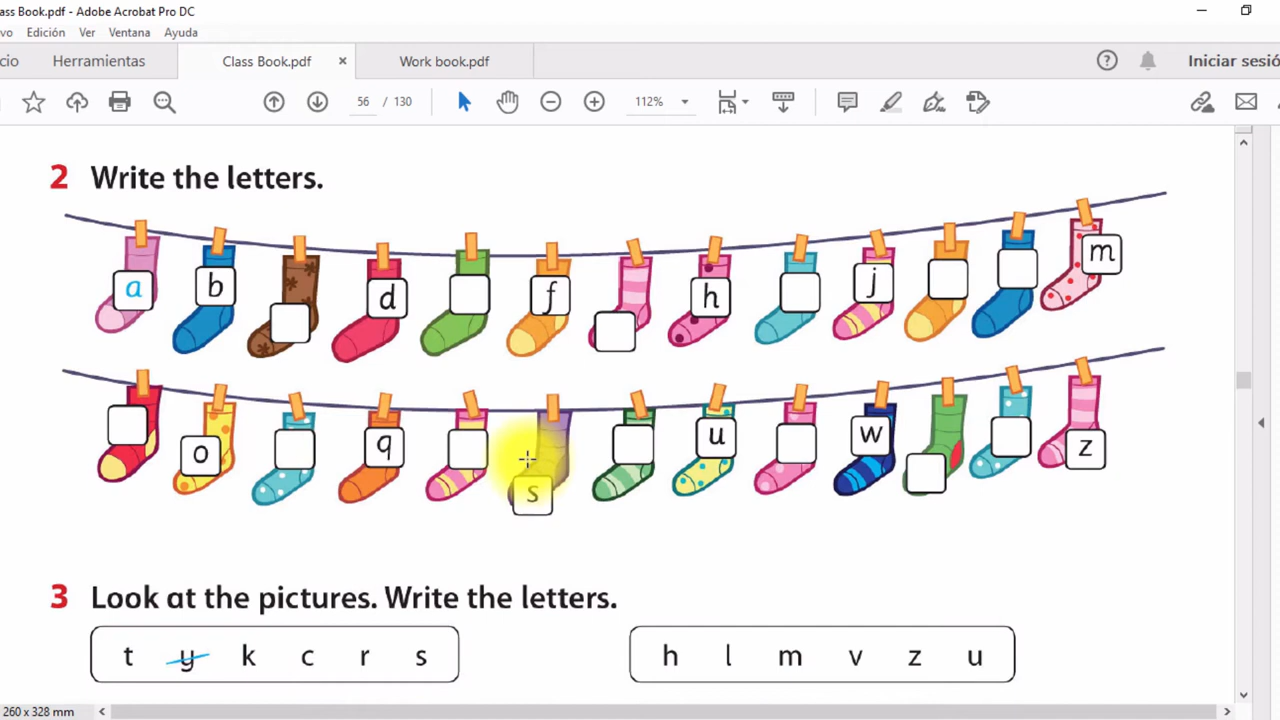 lass Book.pdf - Adobe Acrobat Pro DC
vo Edición Ver Ventana Ayuda
cio Herramientas Class Book.pdf × Work book.pdf Iniciar sesió
56 / 130 112%
2 Write the letters.
a b d f h j m
o q s u w z
3 Look at the pictures. Write the letters.
t y k c r s h l m v z u
260 x 328 mm